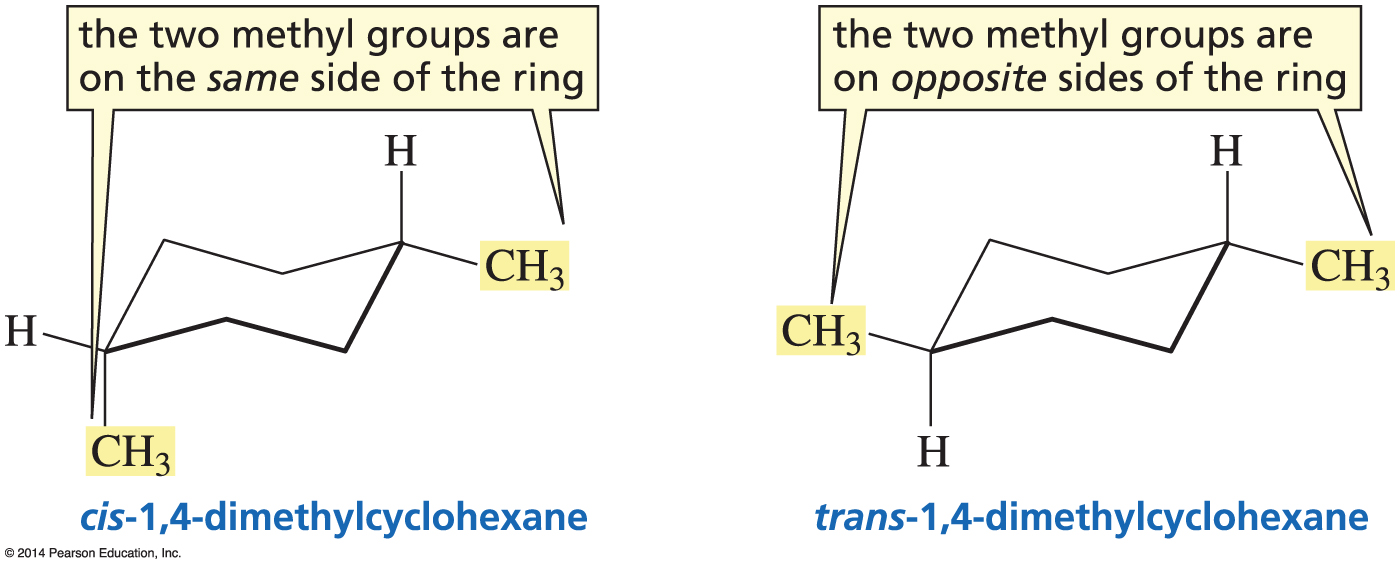 the two methyl groups are
on the same side of the ring
H
CH₃
H
CH₃
cis-1,4-dimethylcyclohexane
the two methyl groups are
on opposite sides of the ring
H
CH₃
CH₃
H
trans-1,4-dimethylcyclohexane
© 2014 Pearson Education, Inc.